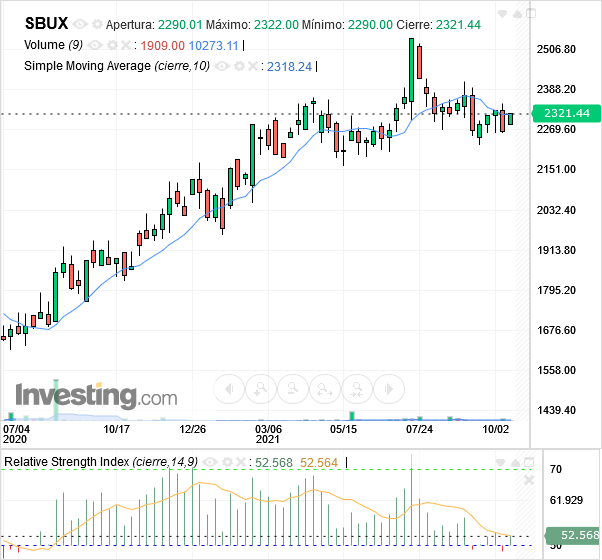 SBUX Apertura: 2290.01 Máximo: 2322.00 Mínimo: 2290.00 Cierre: 2321.44
Volume (9) : 1909.00 10273.11
Simple Moving Average (cierre,10) : 2318.24
2506.80
2388.20
2321.44
2269.60
2151.00
2032.40
1913.80
1795.20
1676.60
1558.00
1439.40
Investing.com
07/04 10/17 12/26 03/06 05/15 07/24 10/02
2020 2021
Relative Strength Index (cierre,14,9) : 52.568 52.564
70
61.929
52.568
50